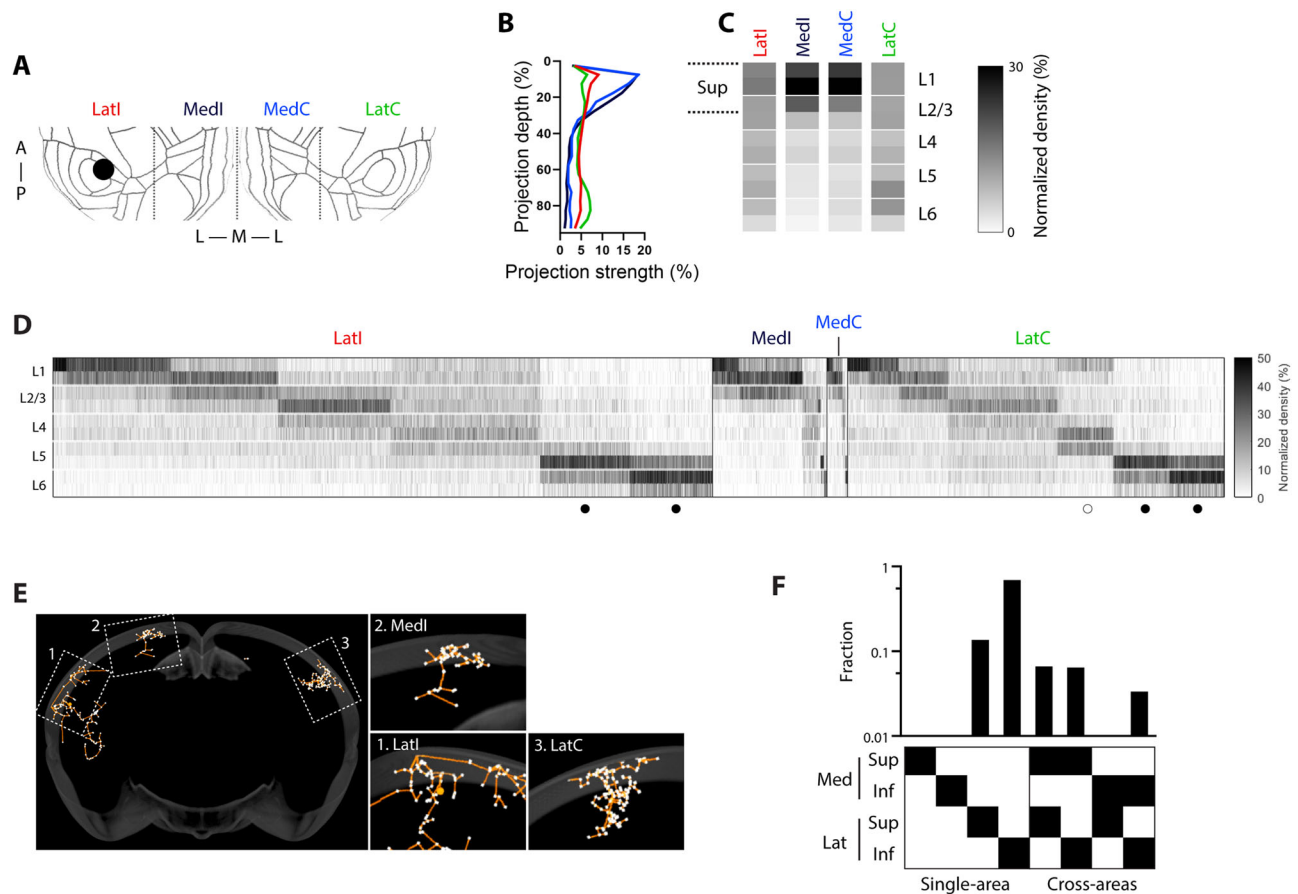 A
LatI MedI MedC LatC
A
P
L — M — L
B
Projection depth (%)
0
20
40
60
80
0 5 10 15 20
Projection strength (%)
C
LatI MedI MedC LatC
Sup
L1
L2/3
L4
L5
L6
30
0
Normalized density (%)
D
LatI MedI MedC LatC
L1
L2/3
L4
L5
L6
50
40
30
20
10
0
Normalized density (%)
E
1
2
3
2. MedI
1. LatI
3. LatC
F
Fraction
1
0.1
0.01
Med Sup
Inf
Lat Sup
Inf
Single-area Cross-areas